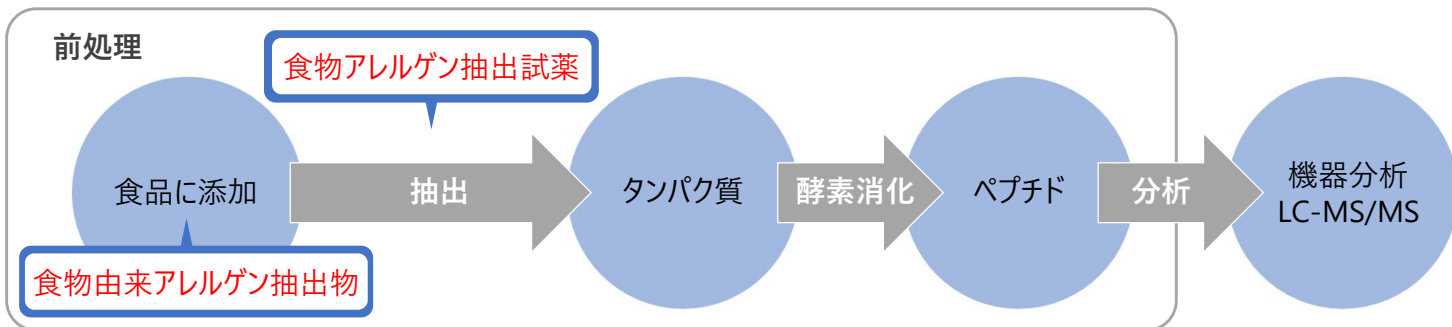 前処理
食物アレルゲン抽出試薬
食品に添加
抽出
タンパク質
酵素消化
ペプチド
分析
機器分析
LC-MS/MS
食物由来アレルゲン抽出物